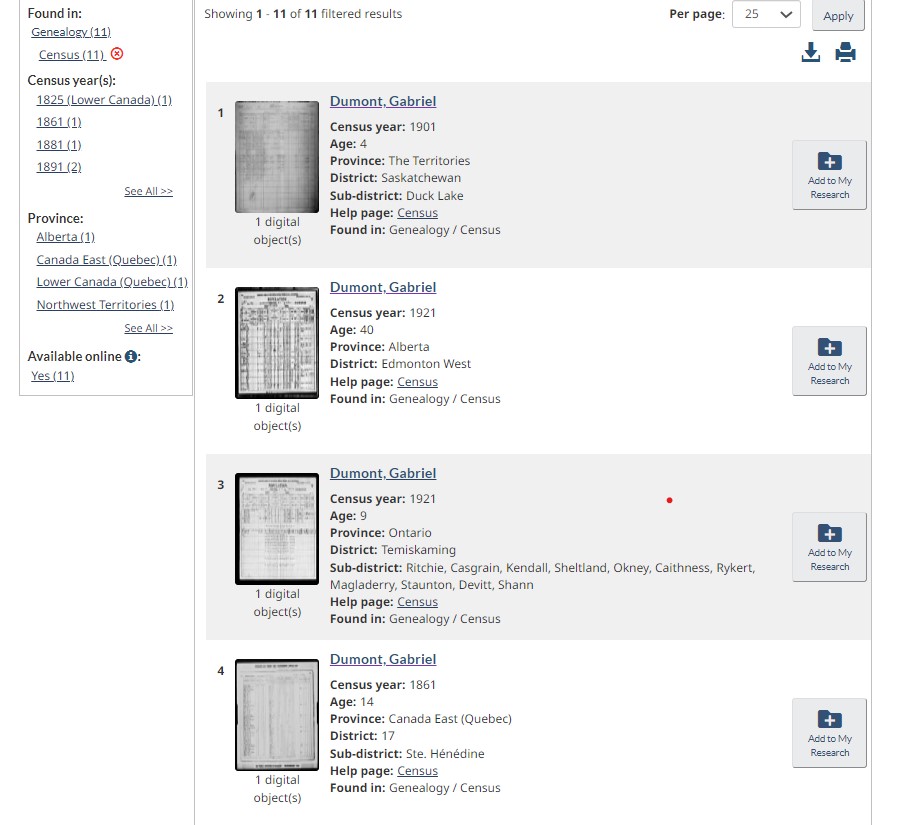 Found in:
Genealogy (11)
Census (11)
Census year(s):
1825 (Lower Canada) (1)
1861 (1)
1881 (1)
1891 (2)
See All >>
Province:
Alberta (1)
Canada East (Quebec) (1)
Lower Canada (Quebec) (1)
Northwest Territories (1)
See All >>
Available online i:
Yes (11)
Showing 1 - 11 of 11 filtered results
Per page: 25 Apply
1
Dumont, Gabriel
Census year: 1901
Age: 4
Province: The Territories
District: Saskatchewan
Sub-district: Duck Lake
Help page: Census
Found in: Genealogy / Census
1 digital
object(s)
Add to My
Research
2
Dumont, Gabriel
Census year: 1921
Age: 40
Province: Alberta
District: Edmonton West
Help page: Census
Found in: Genealogy / Census
1 digital
object(s)
Add to My
Research
3
Dumont, Gabriel
Census year: 1921
Age: 9
Province: Ontario
District: Temiskaming
Sub-district: Ritchie, Casgrain, Kendall, Sheltland, Okney, Caithness, Rykert,
Magladerry, Staunton, Devitt, Shann
Help page: Census
Found in: Genealogy / Census
1 digital
object(s)
Add to My
Research
4
Dumont, Gabriel
Census year: 1861
Age: 14
Province: Canada East (Quebec)
District: 17
Sub-district: Ste. Hénédine
Help page: Census
Found in: Genealogy / Census
1 digital
object(s)
Add to My
Research